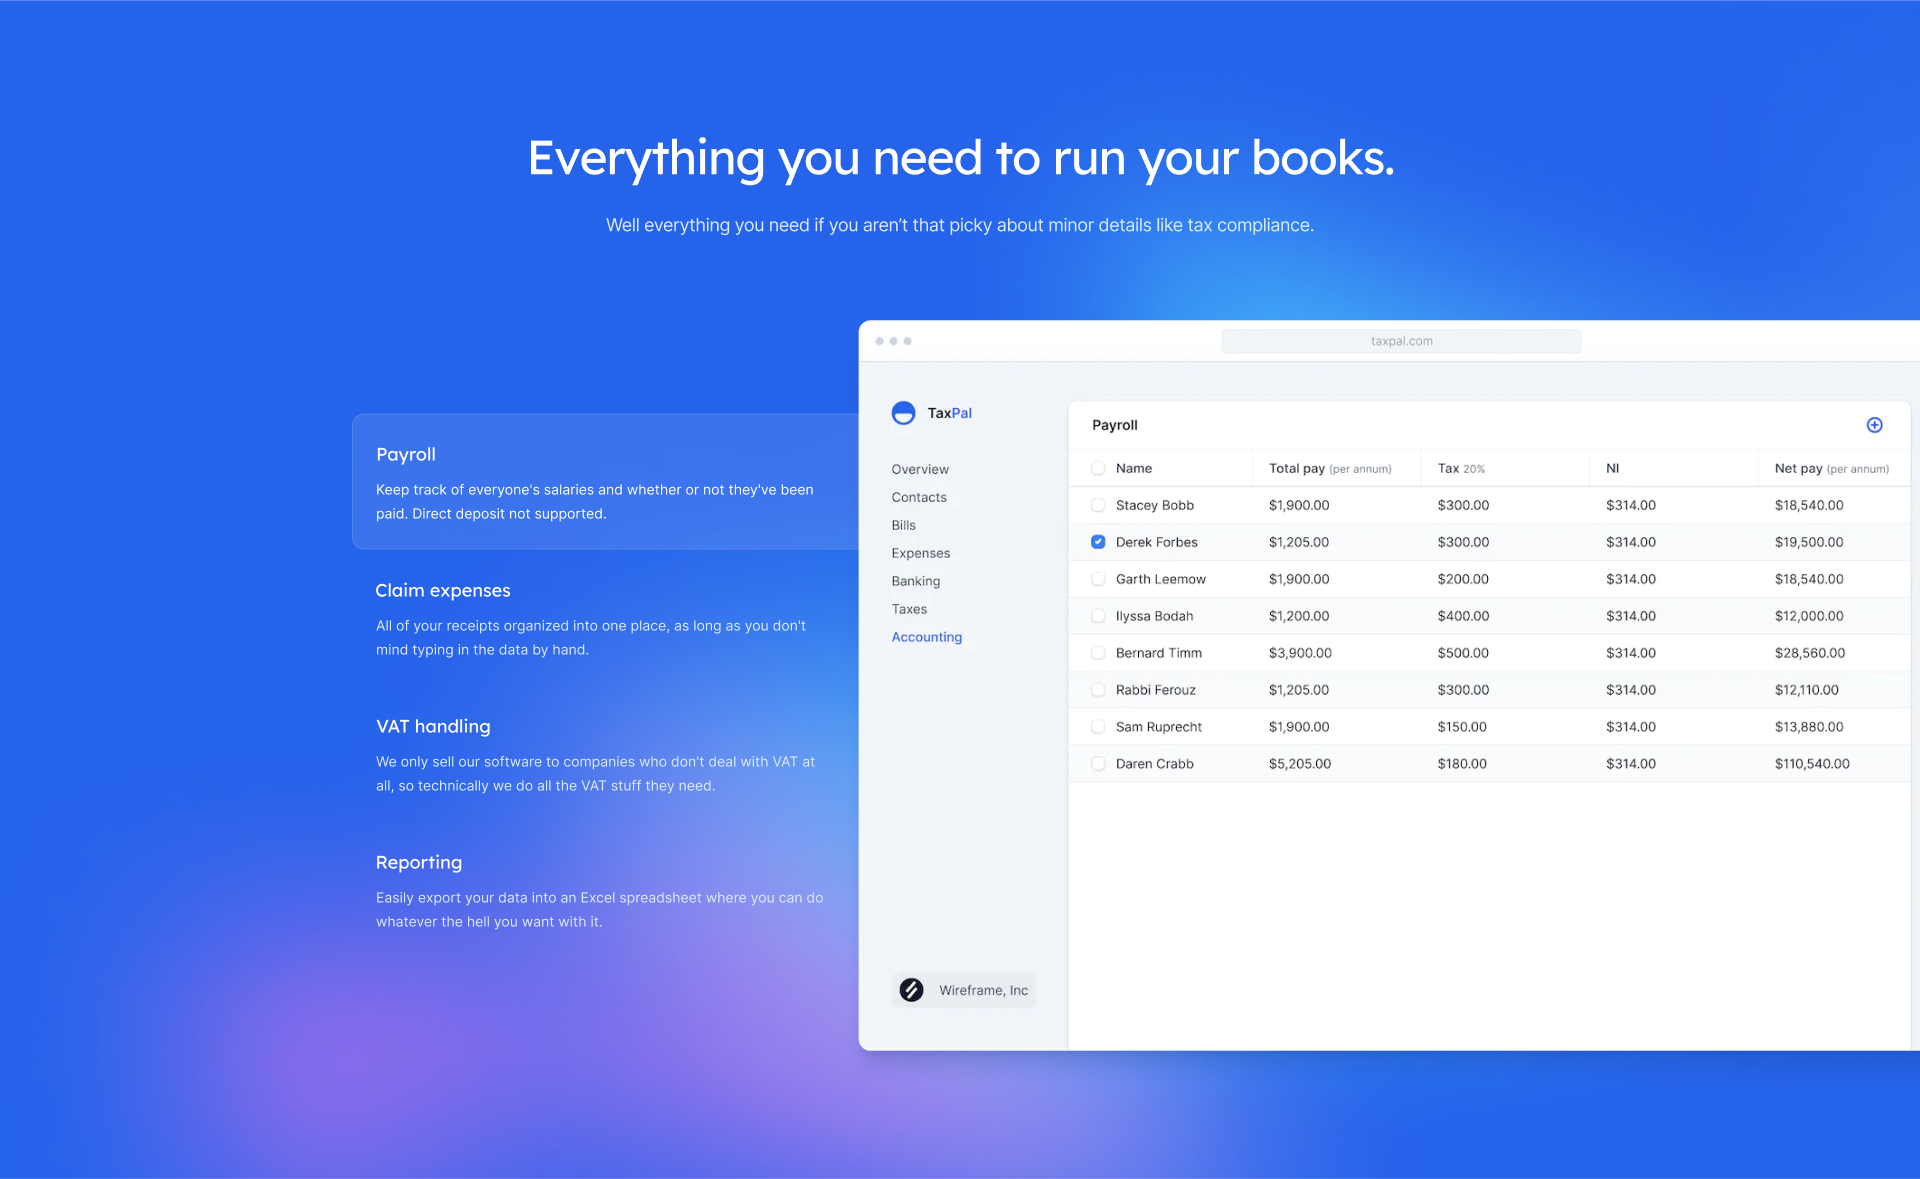 Everything you need to run your books.
Well everything you need if you aren’t that picky about minor details like tax compliance.
Payroll
Keep track of everyone's salaries and whether or not they've been
paid. Direct deposit not supported.
Claim expenses
All of your receipts organized into one place, as long as you don't
mind typing in the data by hand.
VAT handling
We only sell our software to companies who don't deal with VAT at
all, so technically we do all the VAT stuff they need.
Reporting
Easily export your data into an Excel spreadsheet where you can do
whatever the hell you want with it.
taxpal.com
TaxPal
Overview
Contacts
Bills
Expenses
Banking
Taxes
Accounting
Wireframe, Inc
Payroll
Name Total pay (per annum) Tax 20% NI Net pay (per annum)
Stacey Bobb $1,900.00 $300.00 $314.00 $18,540.00
Derek Forbes $1,205.00 $300.00 $314.00 $19,500.00
Garth Leemow $1,900.00 $200.00 $314.00 $18,540.00
Ilyssa Bodah $1,200.00 $400.00 $314.00 $12,000.00
Bernard Timm $3,900.00 $500.00 $314.00 $28,560.00
Rabbi Ferouz $1,205.00 $300.00 $314.00 $12,110.00
Sam Ruprecht $1,900.00 $150.00 $314.00 $13,880.00
Daren Crabb $5,205.00 $180.00 $314.00 $110,540.00